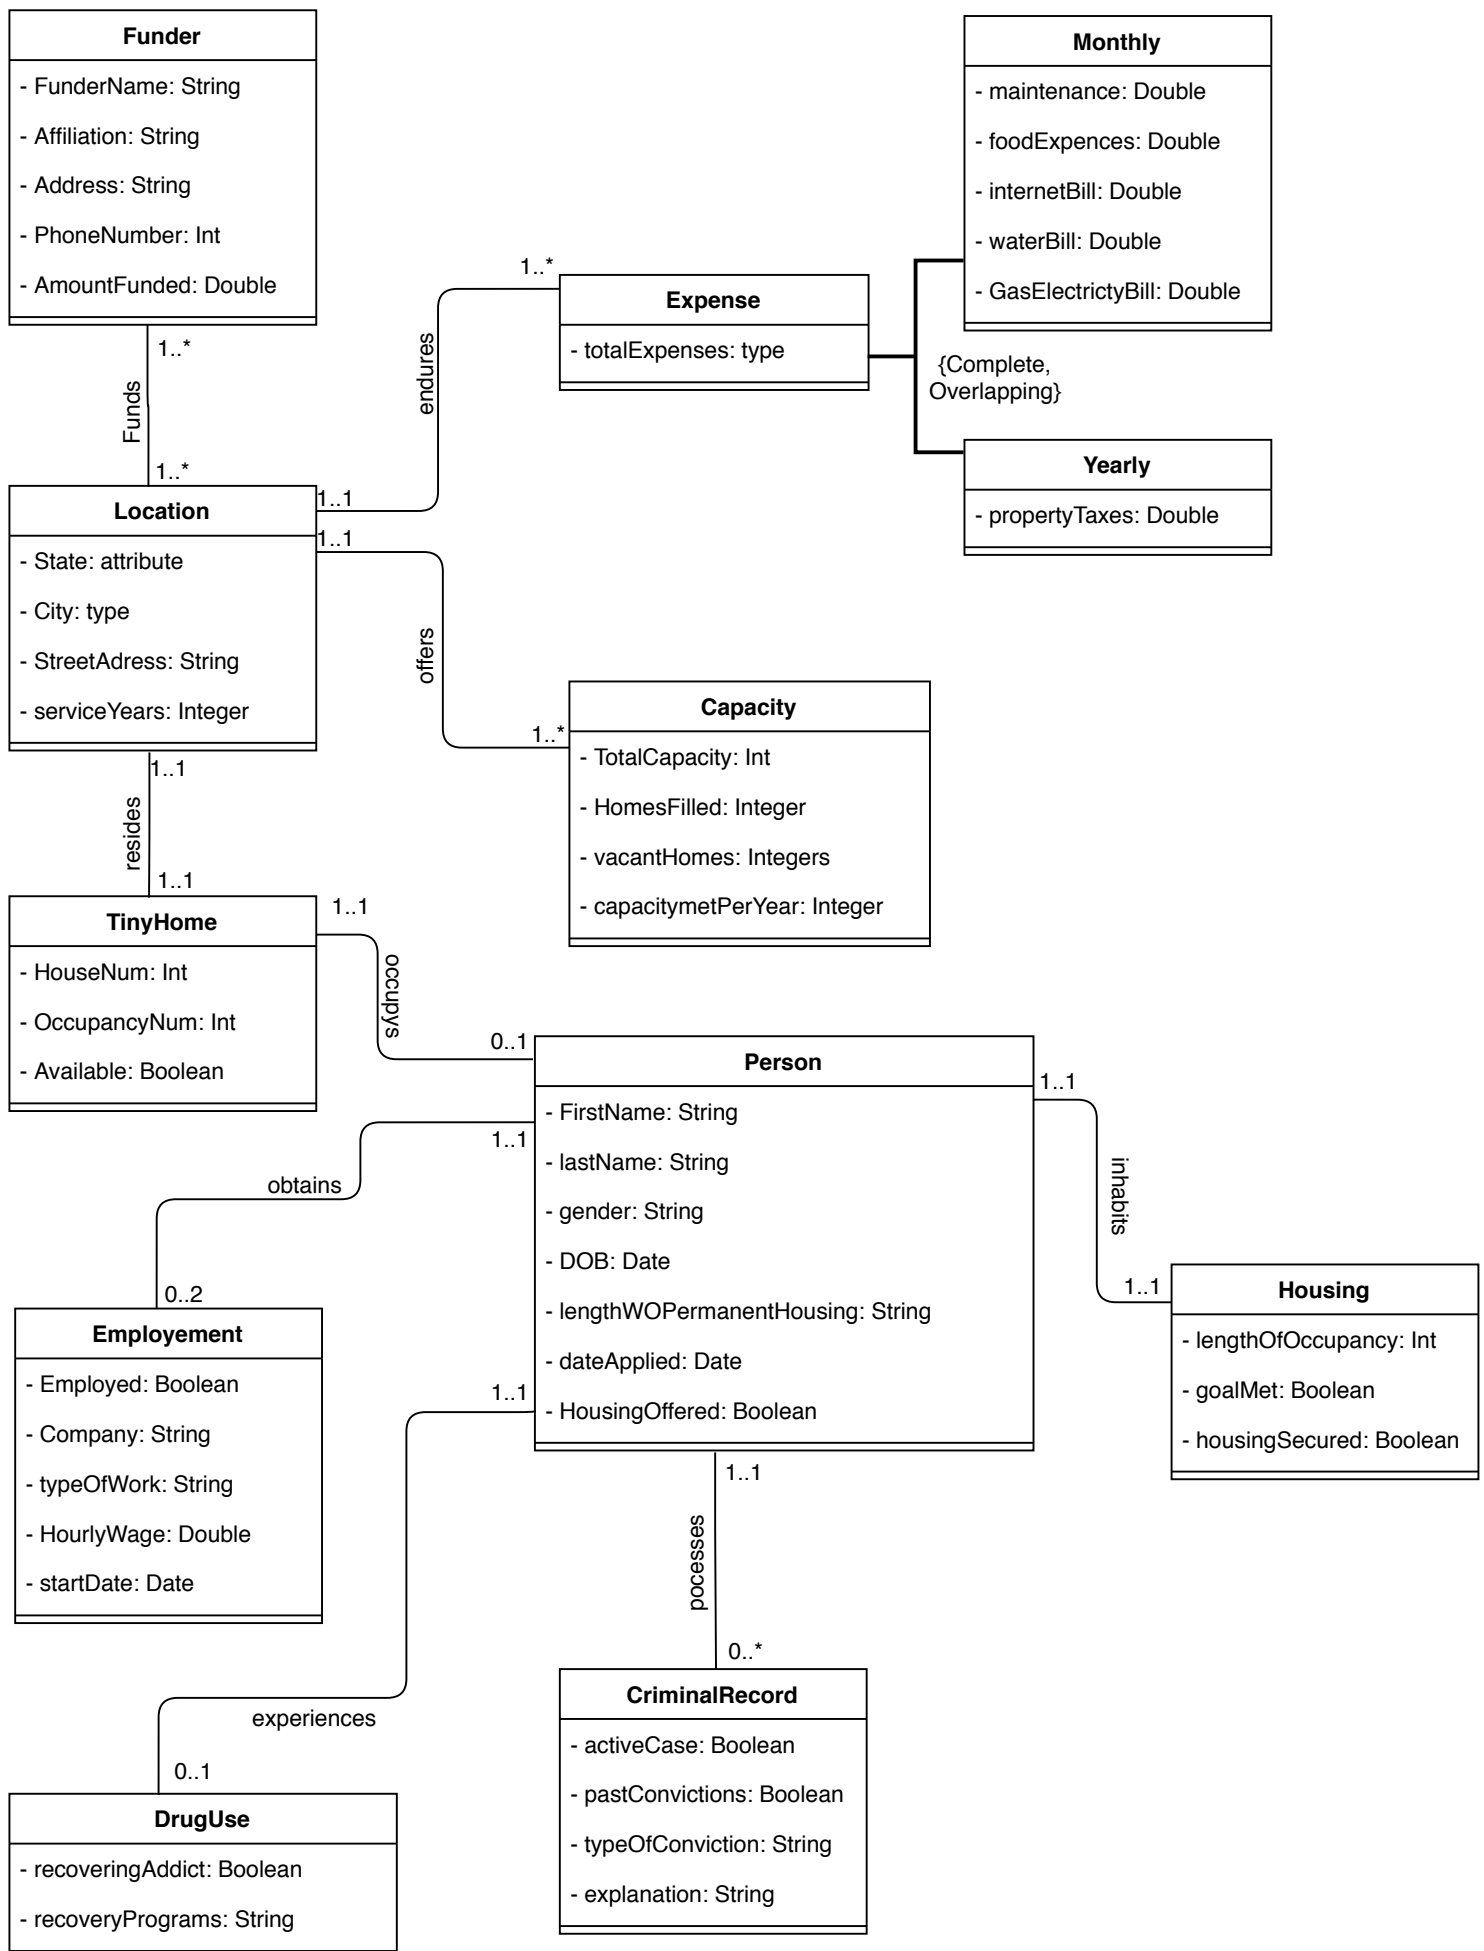 Funder
- FunderName: String
- Affiliation: String
- Address: String
- PhoneNumber: Int
- AmountFunded: Double
1..*
Funds
1..*
Monthly
- maintenance: Double
- foodExpences: Double
- internetBill: Double
- waterBill: Double
- GasElectrictyBill: Double
1..*
Expense
- totalExpenses: type
endures
{Complete,
Overlapping}
Yearly
- propertyTaxes: Double
Location
- State: attribute
- City: type
- StreetAdress: String
- serviceYears: Integer
1..1
1..1
offers
1..*
Capacity
- TotalCapacity: Int
- HomesFilled: Integer
- vacantHomes: Integers
- capacitymetPerYear: Integer
1..1
resides
1..1
TinyHome
- HouseNum: Int
- OccupancyNum: Int
- Available: Boolean
1..1
occupys
0..1
Person
- FirstName: String
- lastName: String
- gender: String
- DOB: Date
- lengthWOPermanentHousing: String
- dateApplied: Date
- HousingOffered: Boolean
1..1
inhabits
1..1
Housing
- lengthOfOccupancy: Int
- goalMet: Boolean
- housingSecured: Boolean
1..1
obtains
0..2
Employement
- Employed: Boolean
- Company: String
- typeOfWork: String
- HourlyWage: Double
- startDate: Date
1..1
experiences
0..1
DrugUse
- recoveringAddict: Boolean
- recoveryPrograms: String
1..1
pocesses
0..*
CriminalRecord
- activeCase: Boolean
- pastConvictions: Boolean
- typeOfConviction: String
- explanation: String